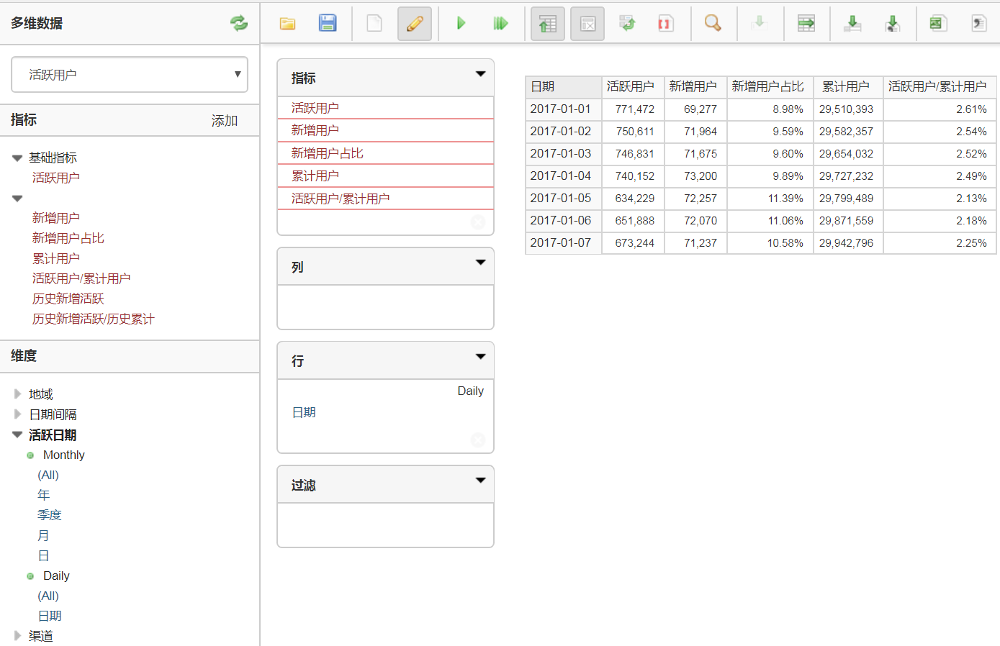 多维数据
活跃用户
指标 添加
基础指标
活跃用户
新增用户
新增用户占比
累计用户
活跃用户/累计用户
历史新增活跃
历史新增活跃/历史累计
维度
地域
日期间隔
活跃日期
Monthly
(All)
年
季度
月
日
Daily
(All)
日期
渠道
指标
活跃用户
新增用户
新增用户占比
累计用户
活跃用户/累计用户
列
行
Daily
日期
过滤
日期 活跃用户 新增用户 新增用户占比 累计用户 活跃用户/累计用户
2017-01-01 771,472 69,277 8.98% 29,510,393 2.61%
2017-01-02 750,611 71,964 9.59% 29,582,357 2.54%
2017-01-03 746,831 71,675 9.60% 29,654,032 2.52%
2017-01-04 740,152 73,200 9.89% 29,727,232 2.49%
2017-01-05 634,229 72,257 11.39% 29,799,489 2.13%
2017-01-06 651,888 72,070 11.06% 29,871,559 2.18%
2017-01-07 673,244 71,237 10.58% 29,942,796 2.25%